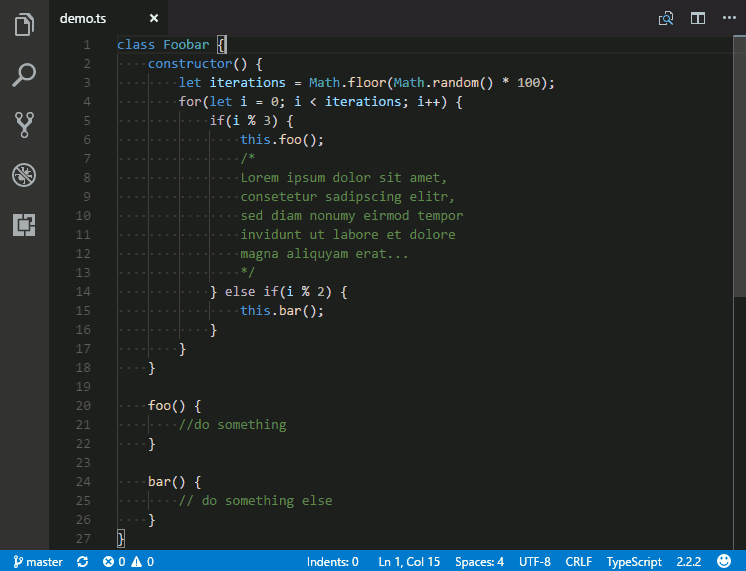 demo.ts ×
1 class Foobar {
2 constructor() {
3 let iterations = Math.floor(Math.random() * 100);
4 for(let i = 0; i < iterations; i++) {
5 if(i % 3) {
6 this.foo();
7 /*
8 Lorem ipsum dolor sit amet,
9 consetetur sadipscing elitr,
10 sed diam nonumy eirmod tempor
11 invidunt ut labore et dolore
12 magna aliquyam erat...
13 */
14 } else if(i % 2) {
15 this.bar();
16 }
17 }
18 }
19
20 foo() {
21 //do something
22 }
23
24 bar() {
25 // do something else
26 }
27 }
master 0 0 Indents: 0 Ln 1, Col 15 Spaces: 4 UTF-8 CRLF TypeScript 2.2.2